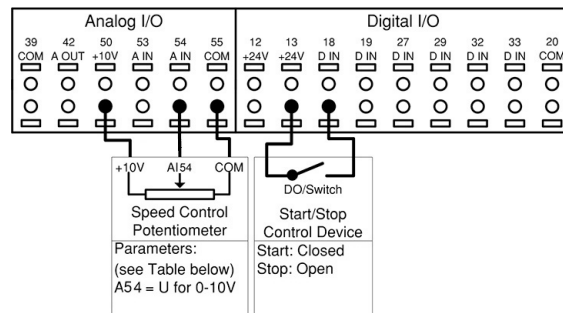 Analog I/O Digital I/O
39 42 50 53 54 55 12 13 18 19 27 29 32 33 20
COM A OUT +10V A IN A IN COM +24V +24V D IN D IN D IN D IN D IN D IN COM
+10V AI54 COM
DO/Switch
Speed Control
Potentiometer
Start/Stop
Control Device
Parameters:
(see Table below)
A54 = U for 0-10V
Start: Closed
Stop: Open